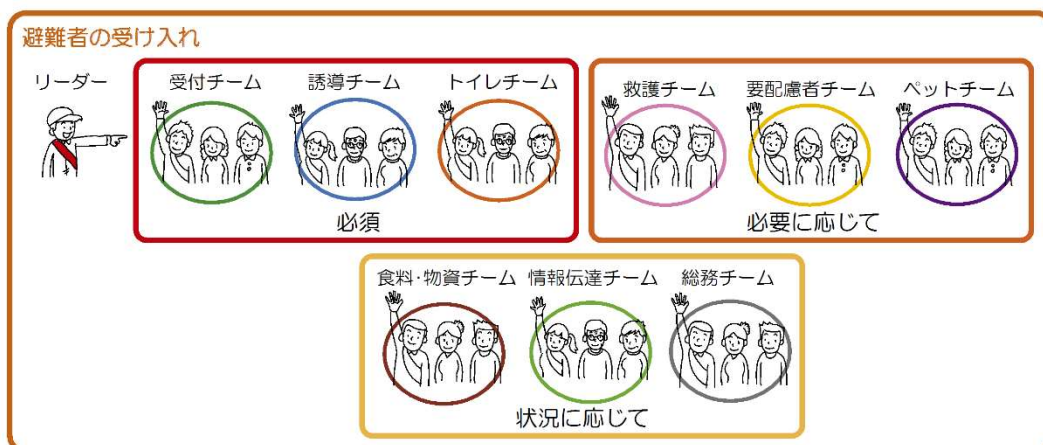 避難者の受け入れ
リーダー
受付チーム
誘導チーム
トイレチーム
必須
救護チーム
要配慮者チーム
ペットチーム
必要に応じて
食料・物資チーム
情報伝達チーム
総務チーム
状況に応じて